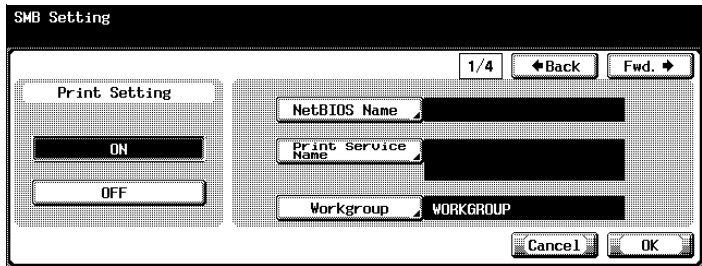 SMB Setting
1/4 ←Back Fwd. →
Print Setting
NetBIOS Name
ON
Print Service
Name
OFF
Workgroup WORKGROUP
Cancel OK